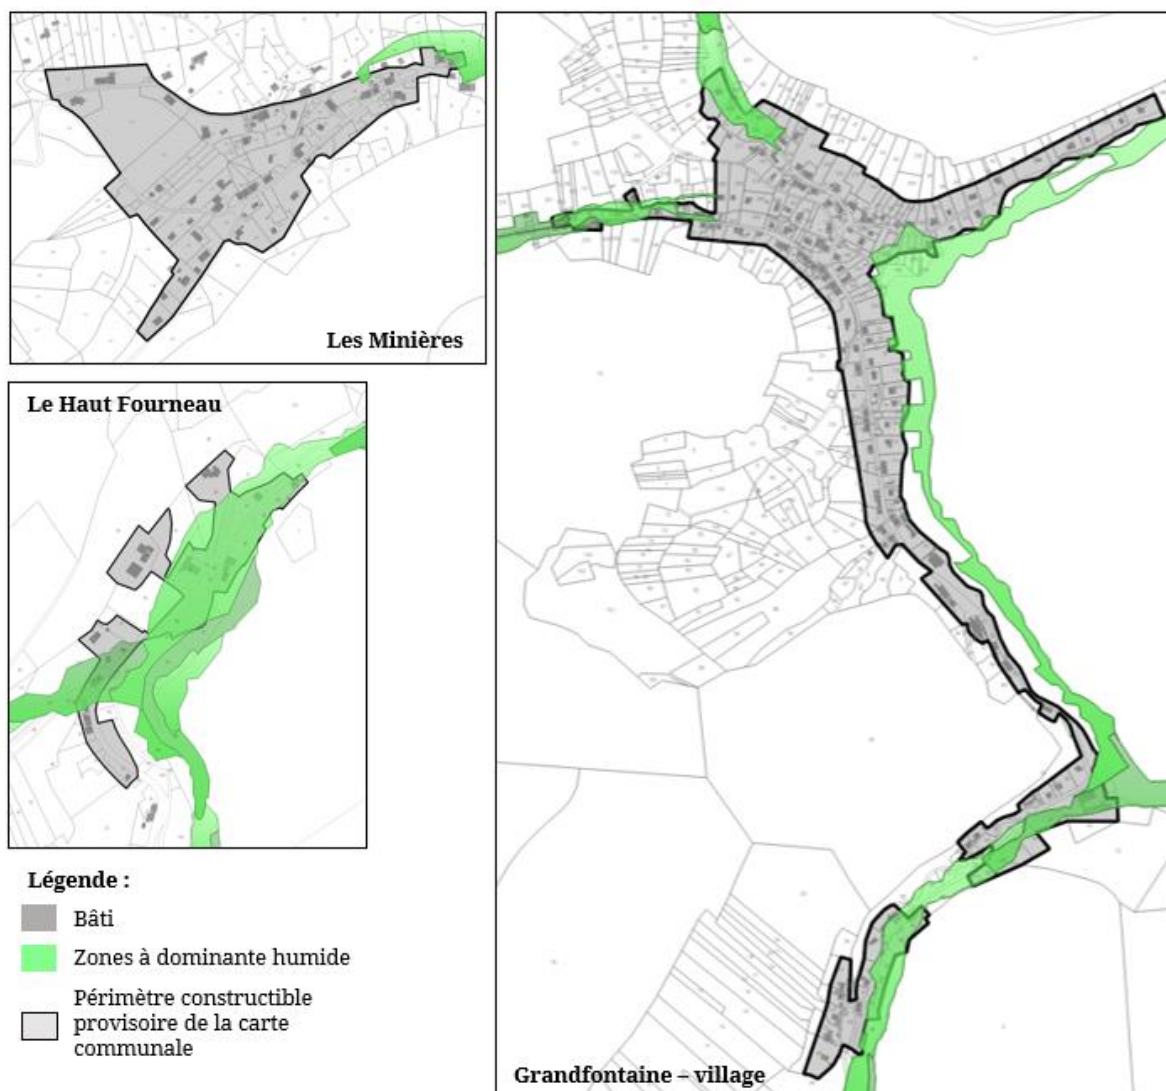 Les Minières
Le Haut Fourneau
Légende :
Bâti
Zones à dominante humide
Périmètre constructible
provisoire de la carte
communale
Grandfontaine – village